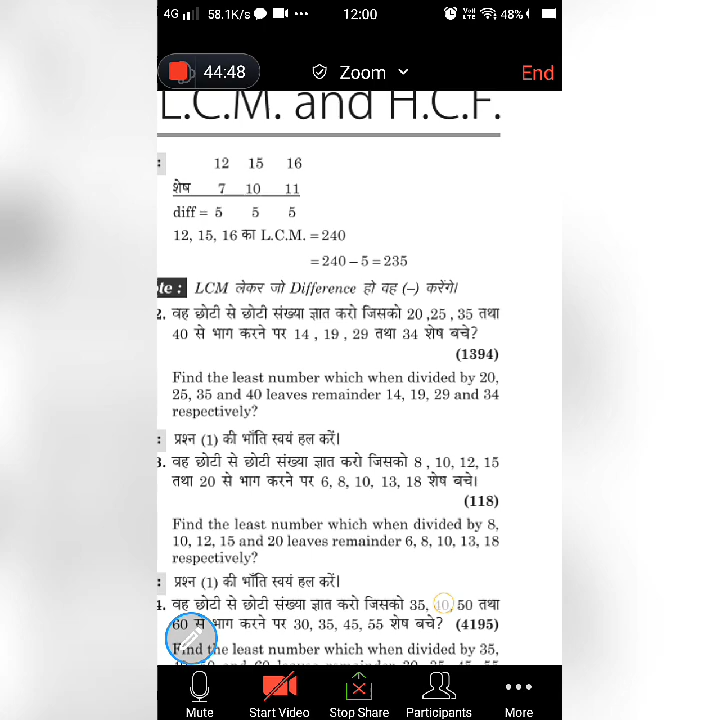 4G 58.1K/s 12:00 48%
44:48 Zoom End
L.C.M. and H.C.F.
: 12 15 16
शेष 7 10 11
diff = 5 5 5
12, 15, 16 का L.C.M. = 240
= 240 – 5 = 235
te : LCM लेकर जो Difference हो वह (–) करेंगे।
2. वह छोटी से छोटी संख्या ज्ञात करो जिसको 20 ,25 , 35 तथा
40 से भाग करने पर 14 , 19 , 29 तथा 34 शेष बचे?
(1394)
Find the least number which when divided by 20,
25, 35 and 40 leaves remainder 14, 19, 29 and 34
respectively?
: प्रश्न (1) की भाँति स्वयं हल करें।
3. वह छोटी से छोटी संख्या ज्ञात करो जिसको 8 , 10, 12, 15
तथा 20 से भाग करने पर 6, 8, 10, 13, 18 शेष बचे।
(118)
Find the least number which when divided by 8,
10, 12, 15 and 20 leaves remainder 6, 8, 10, 13, 18
respectively?
: प्रश्न (1) की भाँति स्वयं हल करें।
4. वह छोटी से छोटी संख्या ज्ञात करो जिसको 35, 40, 50 तथा
60 से भाग करने पर 30, 35, 45, 55 शेष बचे? (4195)
Find the least number which when divided by 35,
Mute Start Video Stop Share Participants More